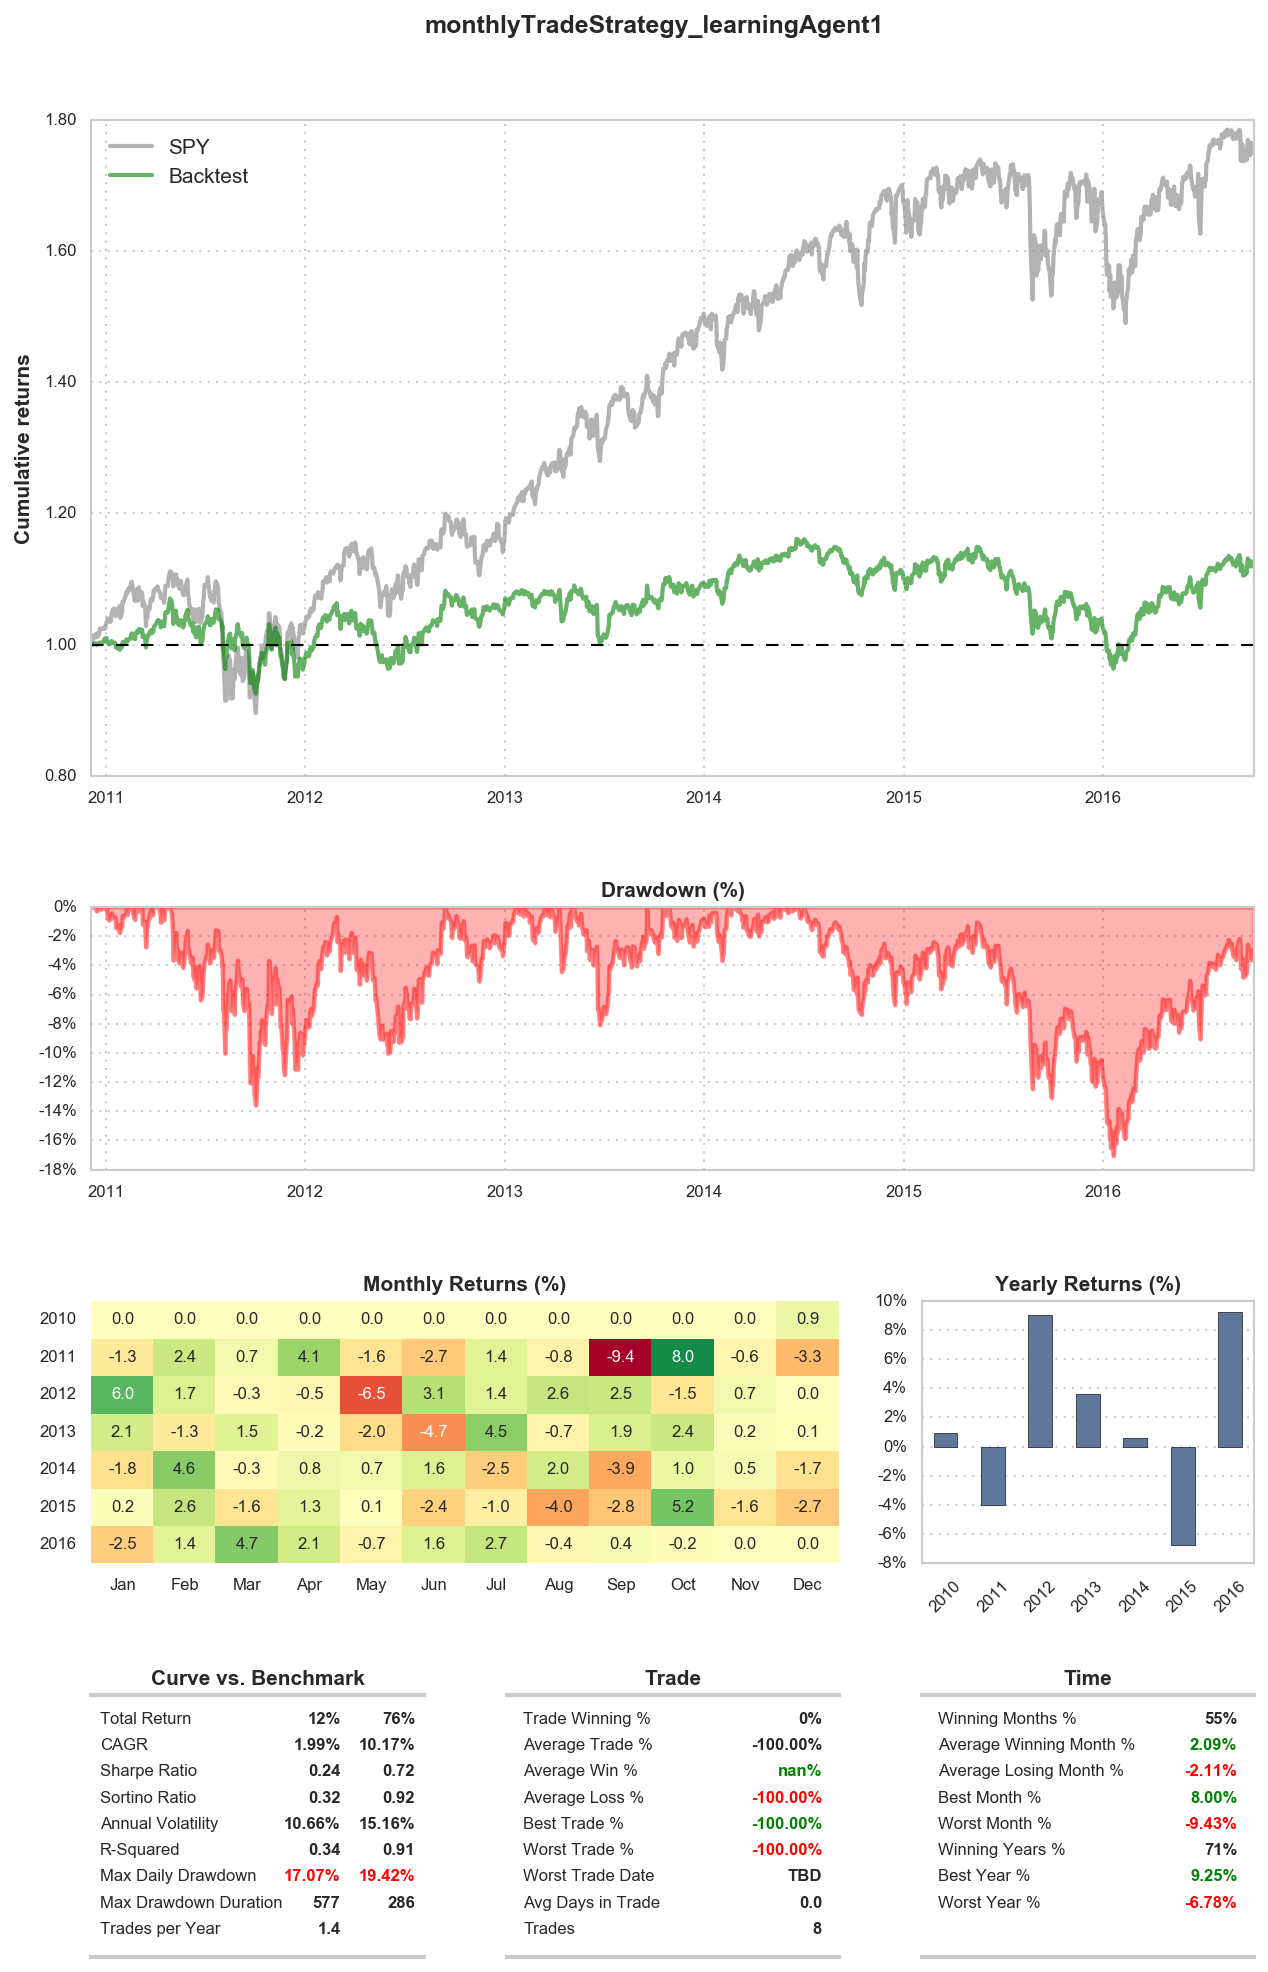 monthlyTradeStrategy_learningAgent1
1.80
1.60
1.40
1.20
1.00
0.80
Cumulative returns
SPY
Backtest
2011 2012 2013 2014 2015 2016
Drawdown (%)
0%
-2%
-4%
-6%
-8%
-10%
-12%
-14%
-16%
-18%
2011 2012 2013 2014 2015 2016
Monthly Returns (%)
2010 0.0 0.0 0.0 0.0 0.0 0.0 0.0 0.0 0.0 0.0 0.0 0.9
2011 -1.3 2.4 0.7 4.1 -1.6 -2.7 1.4 -0.8 -9.4 8.0 -0.6 -3.3
2012 6.0 1.7 -0.3 -0.5 -6.5 3.1 1.4 2.6 2.5 -1.5 0.7 0.0
2013 2.1 -1.3 1.5 -0.2 -2.0 -4.7 4.5 -0.7 1.9 2.4 0.2 0.1
2014 -1.8 4.6 -0.3 0.8 0.7 1.6 -2.5 2.0 -3.9 1.0 0.5 -1.7
2015 0.2 2.6 -1.6 1.3 0.1 -2.4 -1.0 -4.0 -2.8 5.2 -1.6 -2.7
2016 -2.5 1.4 4.7 2.1 -0.7 1.6 2.7 -0.4 0.4 -0.2 0.0 0.0
Jan Feb Mar Apr May Jun Jul Aug Sep Oct Nov Dec
Yearly Returns (%)
10%
8%
6%
4%
2%
0%
-2%
-4%
-6%
-8%
2010 2011 2012 2013 2014 2015 2016
Curve vs. Benchmark
Total Return 12% 76%
CAGR 1.99% 10.17%
Sharpe Ratio 0.24 0.72
Sortino Ratio 0.32 0.92
Annual Volatility 10.66% 15.16%
R-Squared 0.34 0.91
Max Daily Drawdown 17.07% 19.42%
Max Drawdown Duration 577 286
Trades per Year 1.4
Trade
Trade Winning % 0%
Average Trade % -100.00%
Average Win % nan%
Average Loss % -100.00%
Best Trade % -100.00%
Worst Trade % -100.00%
Worst Trade Date TBD
Avg Days in Trade 0.0
Trades 8
Time
Winning Months % 55%
Average Winning Month % 2.09%
Average Losing Month % -2.11%
Best Month % 8.00%
Worst Month % -9.43%
Winning Years % 71%
Best Year % 9.25%
Worst Year % -6.78%